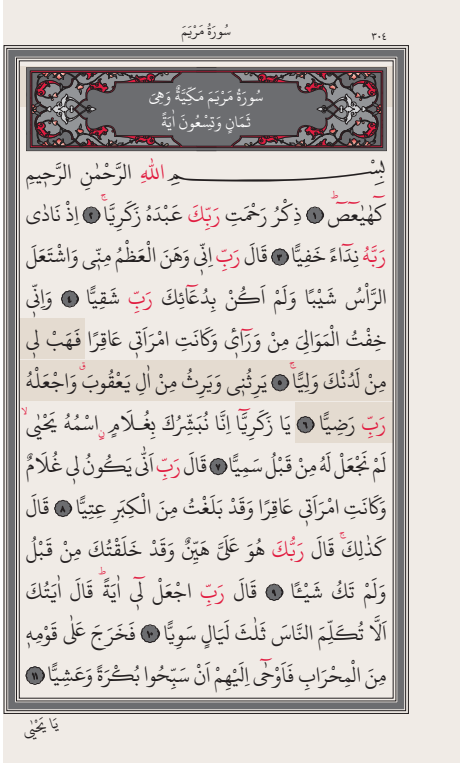 سُورَةُ مَرْيَمَ
٣٠٤
سُورَةُ مَرْيَمَ مَكِّيَّةٌ وَهِيَ
ثَمَانٍ وَتِسْعُونَ اٰيَةً
بِسْمِ اللّٰهِ الرَّحْمٰنِ الرَّحٖيمِ
كٓهٰيٰعٓصٓ ۚ ﴿١﴾ ذِكْرُ رَحْمَتِ رَبِّكَ عَبْدَهُ زَكَرِيَّا ۚ ﴿٢﴾ اِذْ نَادٰى
رَبَّهُ نِدَٓاءً خَفِيًّا ﴿٣﴾ قَالَ رَبِّ اِنّٖي وَهَنَ الْعَظْمُ مِنّٖي وَاشْتَعَلَ
الرَّاْسُ شَيْبًا وَلَمْ اَكُنْ بِدُعَٓائِكَ رَبِّ شَقِيًّا ﴿٤﴾ وَاِنّٖي
خِفْتُ الْمَوَالِيَ مِنْ وَرَٓاءٖي وَكَانَتِ امْرَاَتٖي عَاقِرًا فَهَبْ لٖي
مِنْ لَدُنْكَ وَلِيًّا ۙ ﴿٥﴾ يَرِثُنٖي وَيَرِثُ مِنْ اٰلِ يَعْقُوبَ ۗ وَاجْعَلْهُ
رَبِّ رَضِيًّا ﴿٦﴾ يَا زَكَرِيَّٓا اِنَّا نُبَشِّرُكَ بِغُلَامٍ ۨاسْمُهُ يَحْيٰى ۙ
لَمْ نَجْعَلْ لَهُ مِنْ قَبْلُ سَمِيًّا ﴿٧﴾ قَالَ رَبِّ اَنّٰى يَكُونُ لٖي غُلَامٌ
وَكَانَتِ امْرَاَتٖي عَاقِرًا وَقَدْ بَلَغْتُ مِنَ الْكِبَرِ عِتِيًّا ﴿٨﴾ قَالَ
كَذٰلِكَ ۚ قَالَ رَبُّكَ هُوَ عَلَيَّ هَيِّنٌ وَقَدْ خَلَقْتُكَ مِنْ قَبْلُ
وَلَمْ تَكُ شَيْـًٔا ﴿٩﴾ قَالَ رَبِّ اجْعَلْ لٖٓي اٰيَةً ۜ قَالَ اٰيَتُكَ
اَلَّا تُكَلِّمَ النَّاسَ ثَلٰثَ لَيَالٍ سَوِيًّا ﴿١٠﴾ فَخَرَجَ عَلٰى قَوْمِهٖ
مِنَ الْمِحْرَابِ فَاَوْحٰٓى اِلَيْهِمْ اَنْ سَبِّحُوا بُكْرَةً وَعَشِيًّا ﴿١١﴾
يَا يَحْيٰى